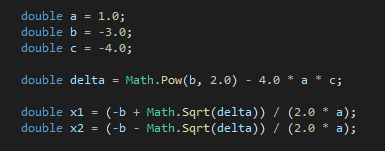 double a = 1.0;
double b = -3.0;
double c = -4.0;
double delta = Math.Pow(b, 2.0) - 4.0 * a * c;
double x1 = (-b + Math.Sqrt(delta)) / (2.0 * a);
double x2 = (-b - Math.Sqrt(delta)) / (2.0 * a);